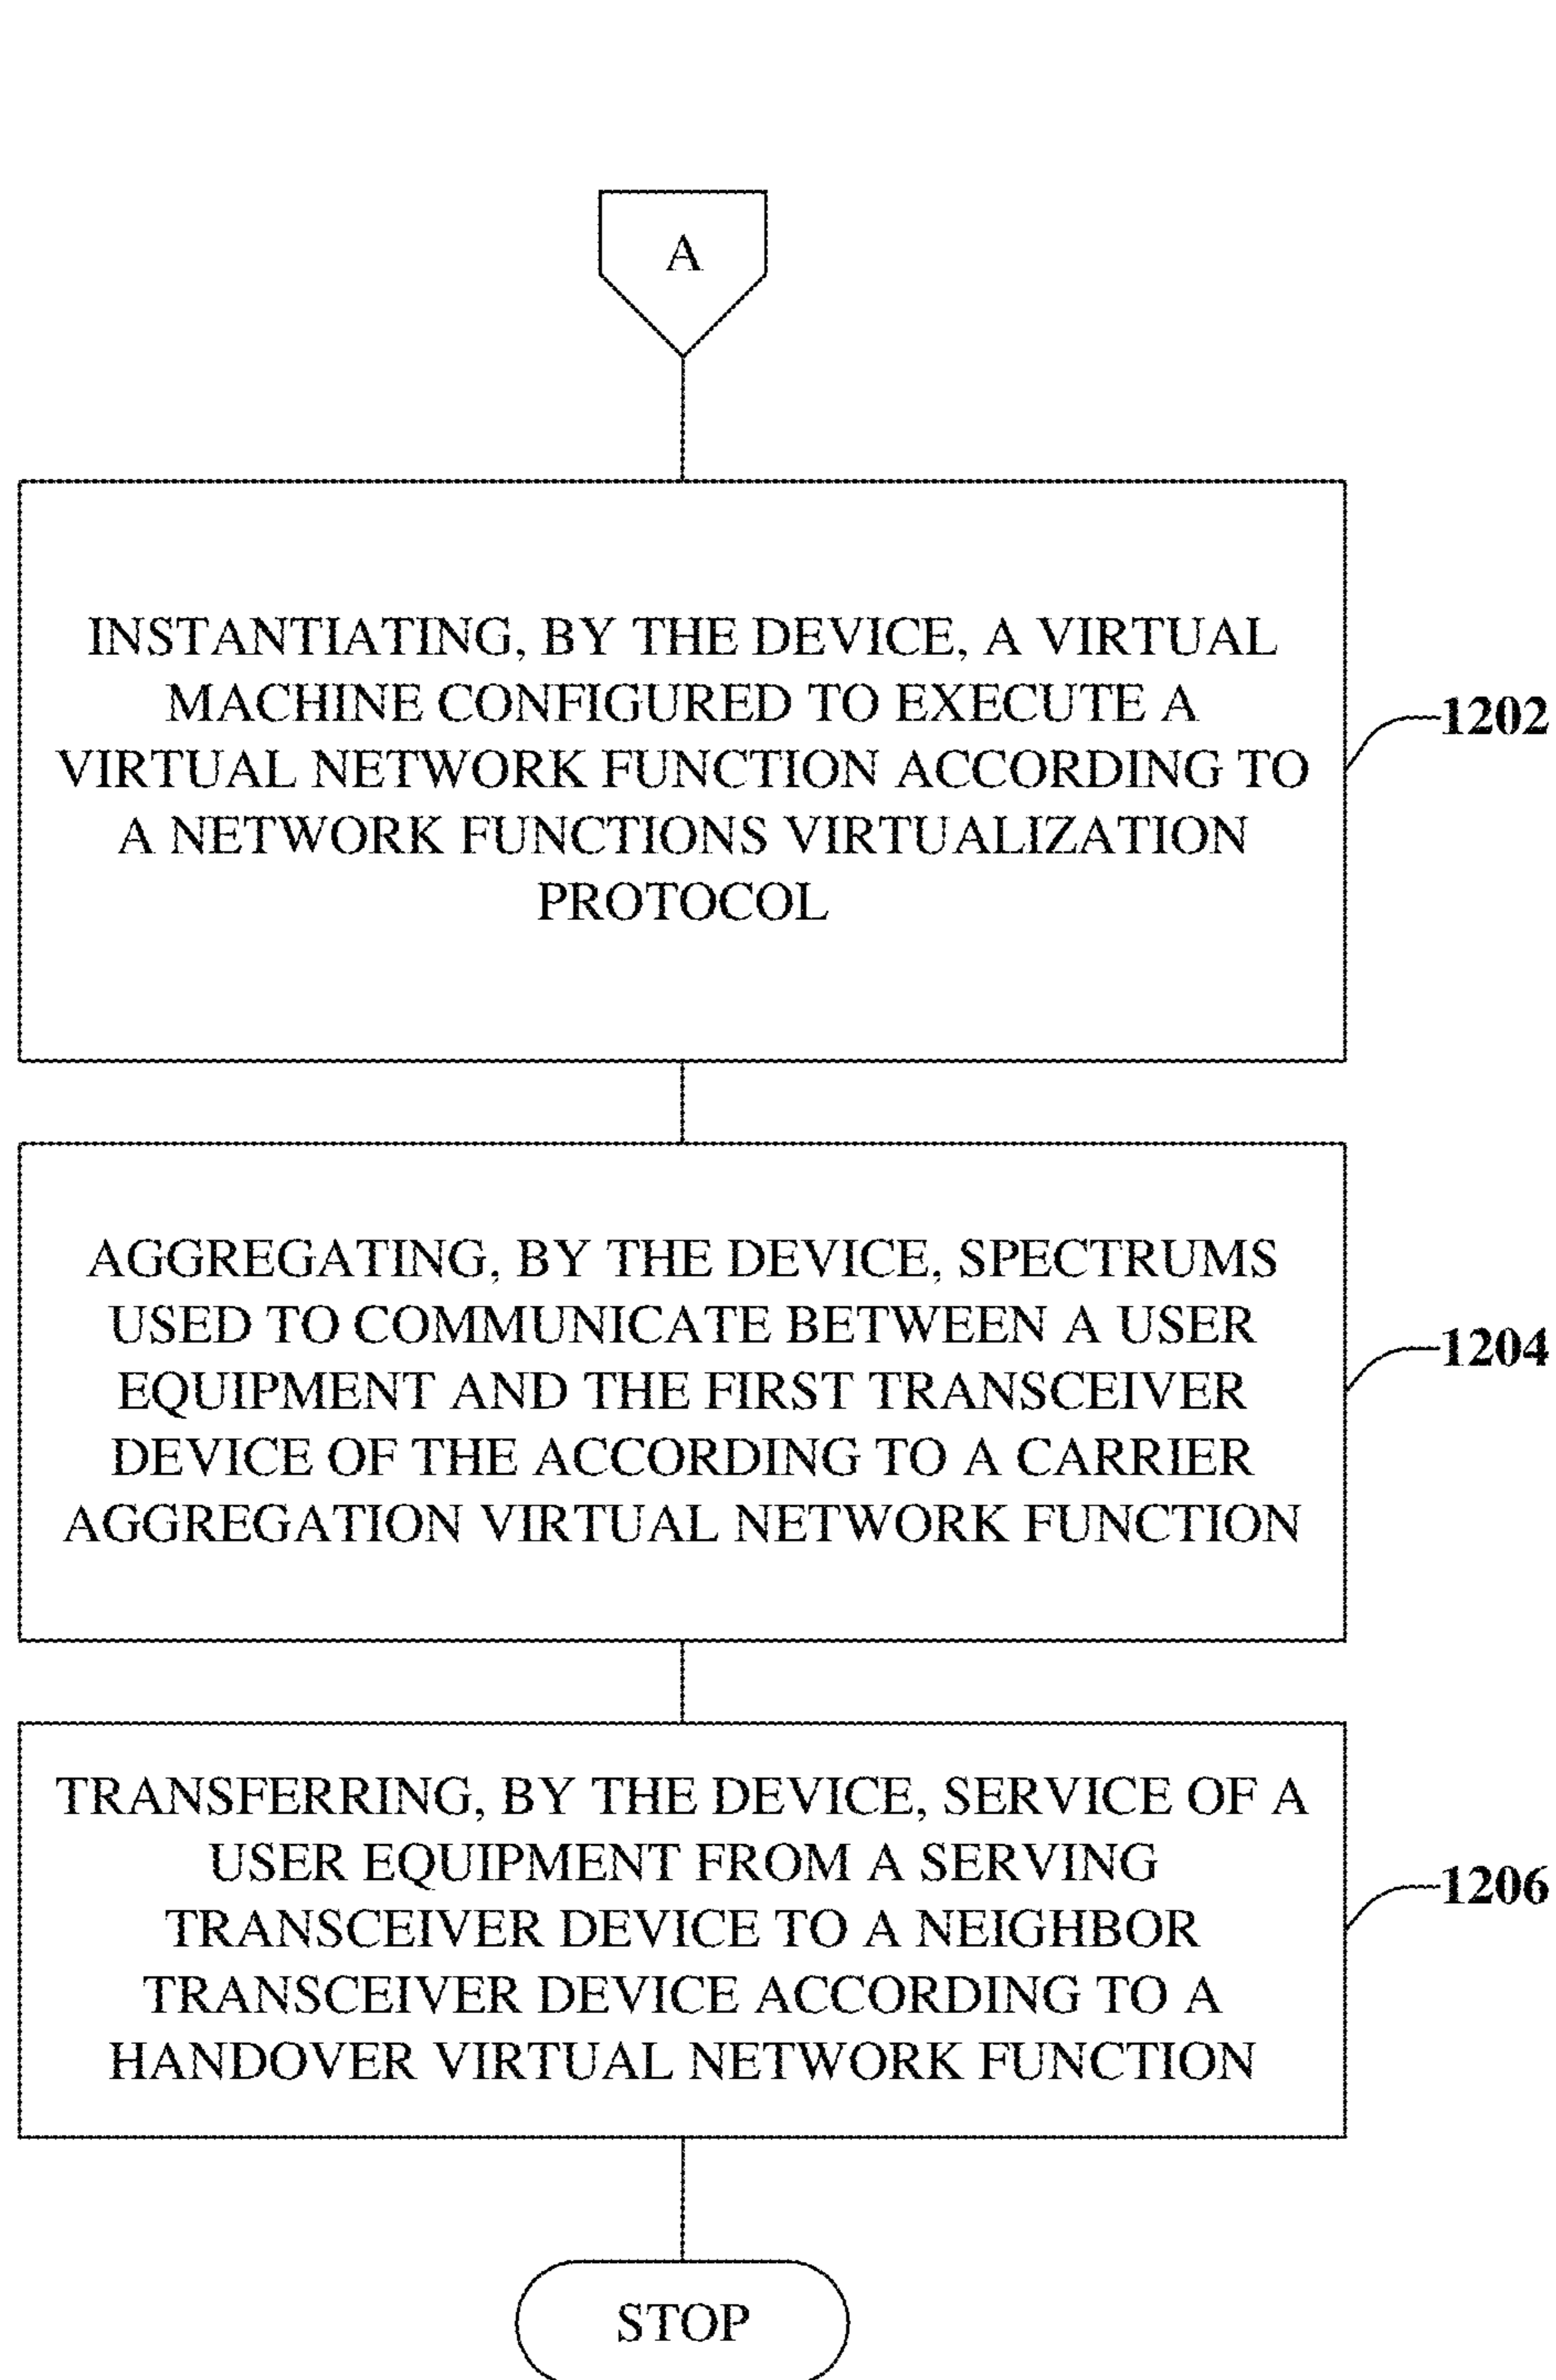 A
INSTANTIATING, BY THE DEVICE, A VIRTUAL
MACHINE CONFIGURED TO EXECUTE A
VIRTUAL NETWORK FUNCTION ACCORDING TO
A NETWORK FUNCTIONS VIRTUALIZATION
PROTOCOL
1202
AGGREGATING, BY THE DEVICE, SPECTRUMS
USED TO COMMUNICATE BETWEEN A USER
EQUIPMENT AND THE FIRST TRANSCEIVER
DEVICE OF THE ACCORDING TO A CARRIER
AGGREGATION VIRTUAL NETWORK FUNCTION
1204
TRANSFERRING, BY THE DEVICE, SERVICE OF A
USER EQUIPMENT FROM A SERVING
TRANSCEIVER DEVICE TO A NEIGHBOR
TRANSCEIVER DEVICE ACCORDING TO A
HANDOVER VIRTUAL NETWORK FUNCTION
1206
STOP